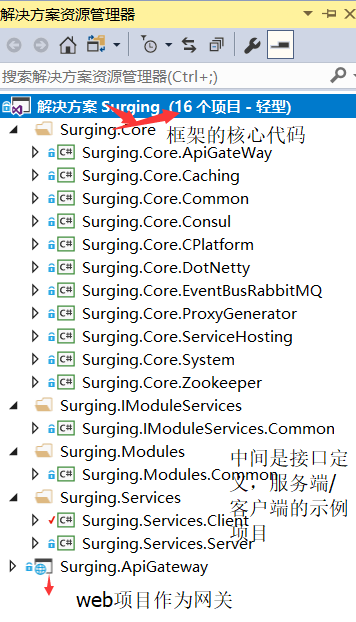 解决方案资源管理器
搜索解决方案资源管理器(Ctrl+;)
解决方案 Surging (16 个项目 - 轻型)
Surging.Core
框架的核心代码
Surging.Core.ApiGateWay
Surging.Core.Caching
Surging.Core.Common
Surging.Core.Consul
Surging.Core.CPlatform
Surging.Core.DotNetty
Surging.Core.EventBusRabbitMQ
Surging.Core.ProxyGenerator
Surging.Core.ServiceHosting
Surging.Core.System
Surging.Core.Zookeeper
Surging.IModuleServices
Surging.IModuleServices.Common
Surging.Modules
Surging.Modules.Common
Surging.Services
Surging.Services.Client
Surging.Services.Server
中间是接口定
义，服务端/
客户端的示例
项目
Surging.ApiGateway
web项目作为网关